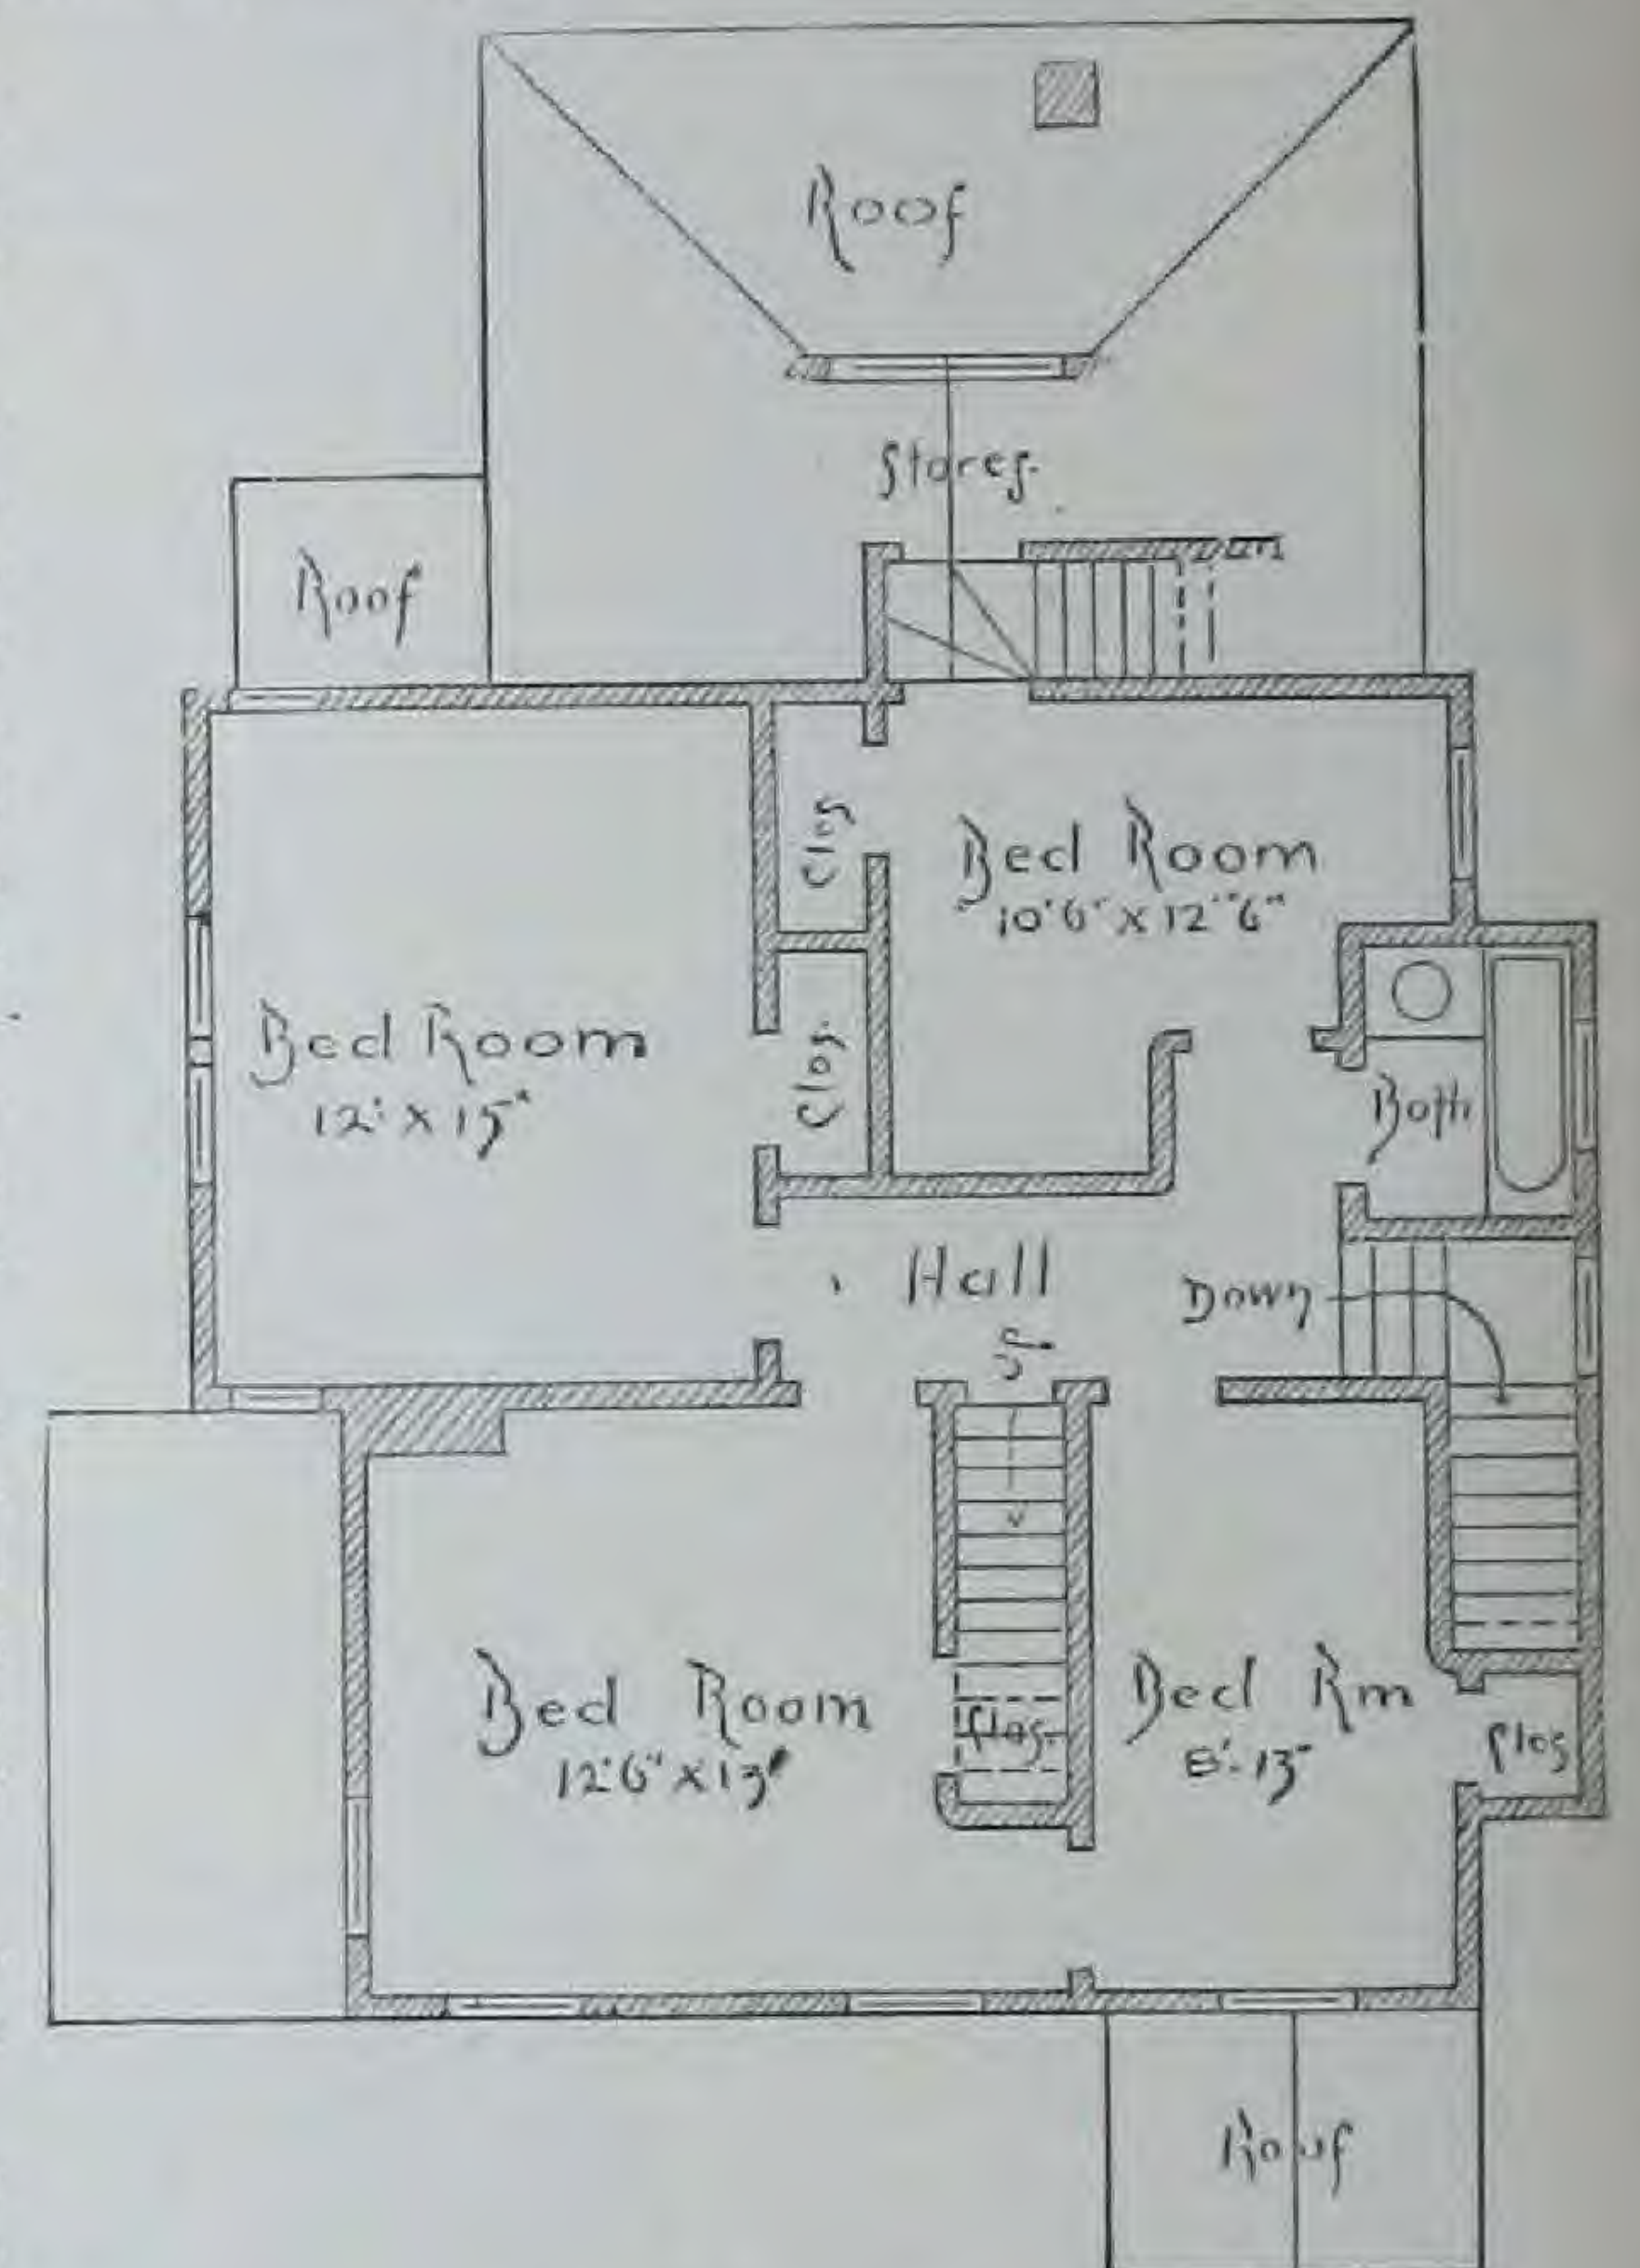 Roof
Stores.
Roof
Clos
Bed Room
10'6" x 12'6"
Bed Room
12' x 15'
Clos.
Bath
Hall
Down
Up
Bed Room
12'6" x 13'
Clos.
Bed Rm
8'-13"
Clos
Roof